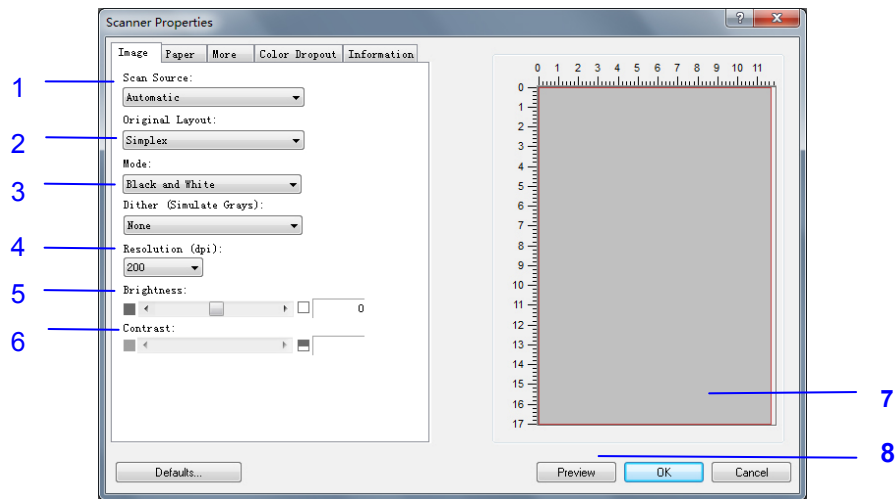 Scanner Properties
?
X
Image Paper More Color Dropout Information
1 Scan Source:
Automatic
Original Layout:
2 Simplex
Mode:
3 Black and White
Dither (Simulate Grays):
None
4 Resolution (dpi):
200
5 Brightness:
0
6 Contrast:
0 1 2 3 4 5 6 7 8 9 10 11
0
1
2
3
4
5
6
7
8
9
10
11
12
13
14
15
16
17
7
8
Defaults... Preview OK Cancel